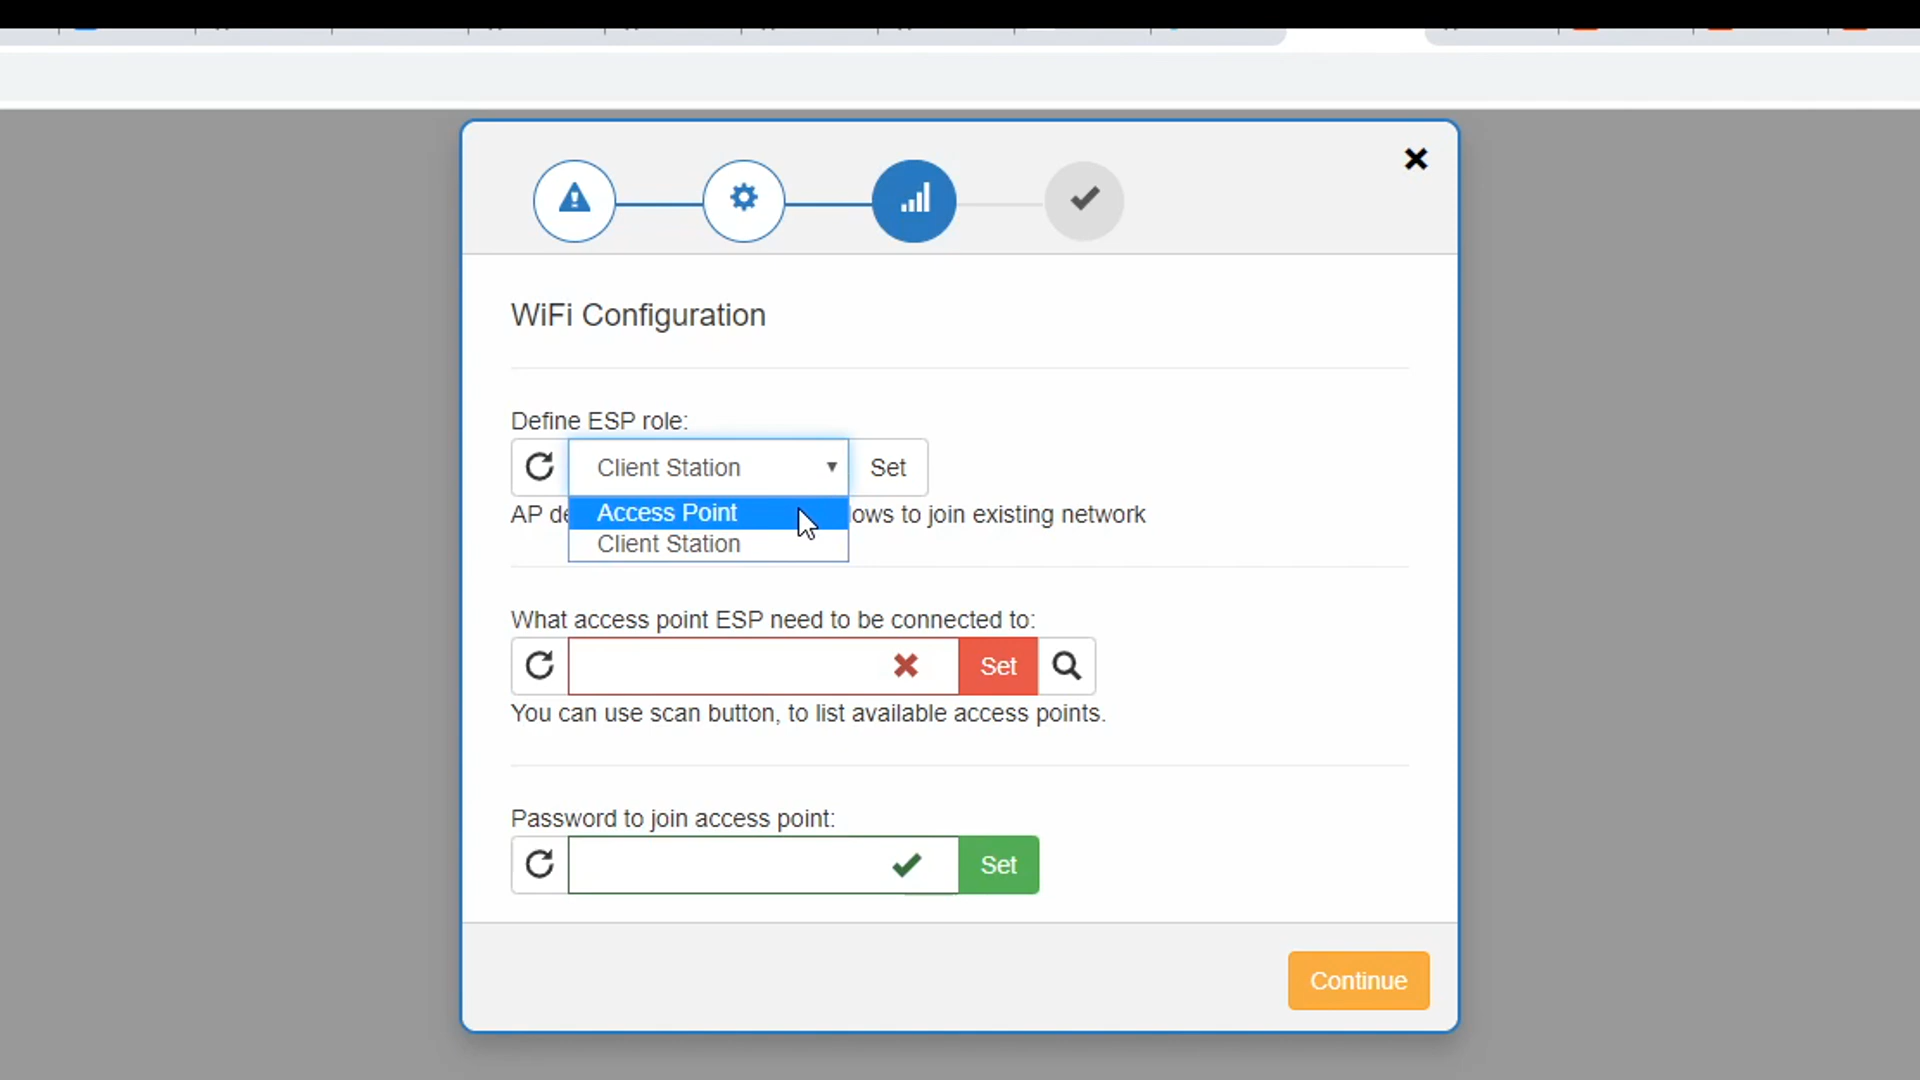 WiFi Configuration
Define ESP role:
Client Station
Set
Access Point
Client Station
AP ows to join existing network
What access point ESP need to be connected to:
Set
You can use scan button, to list available access points.
Password to join access point:
Set
Continue